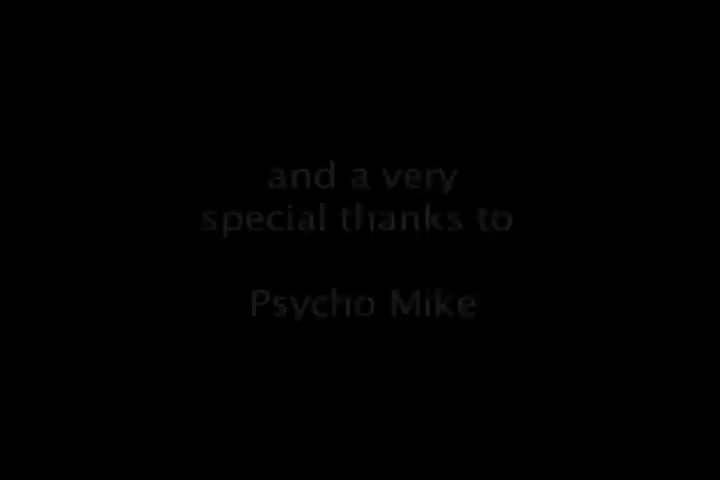 and a very
special thanks to
Psycho Mike